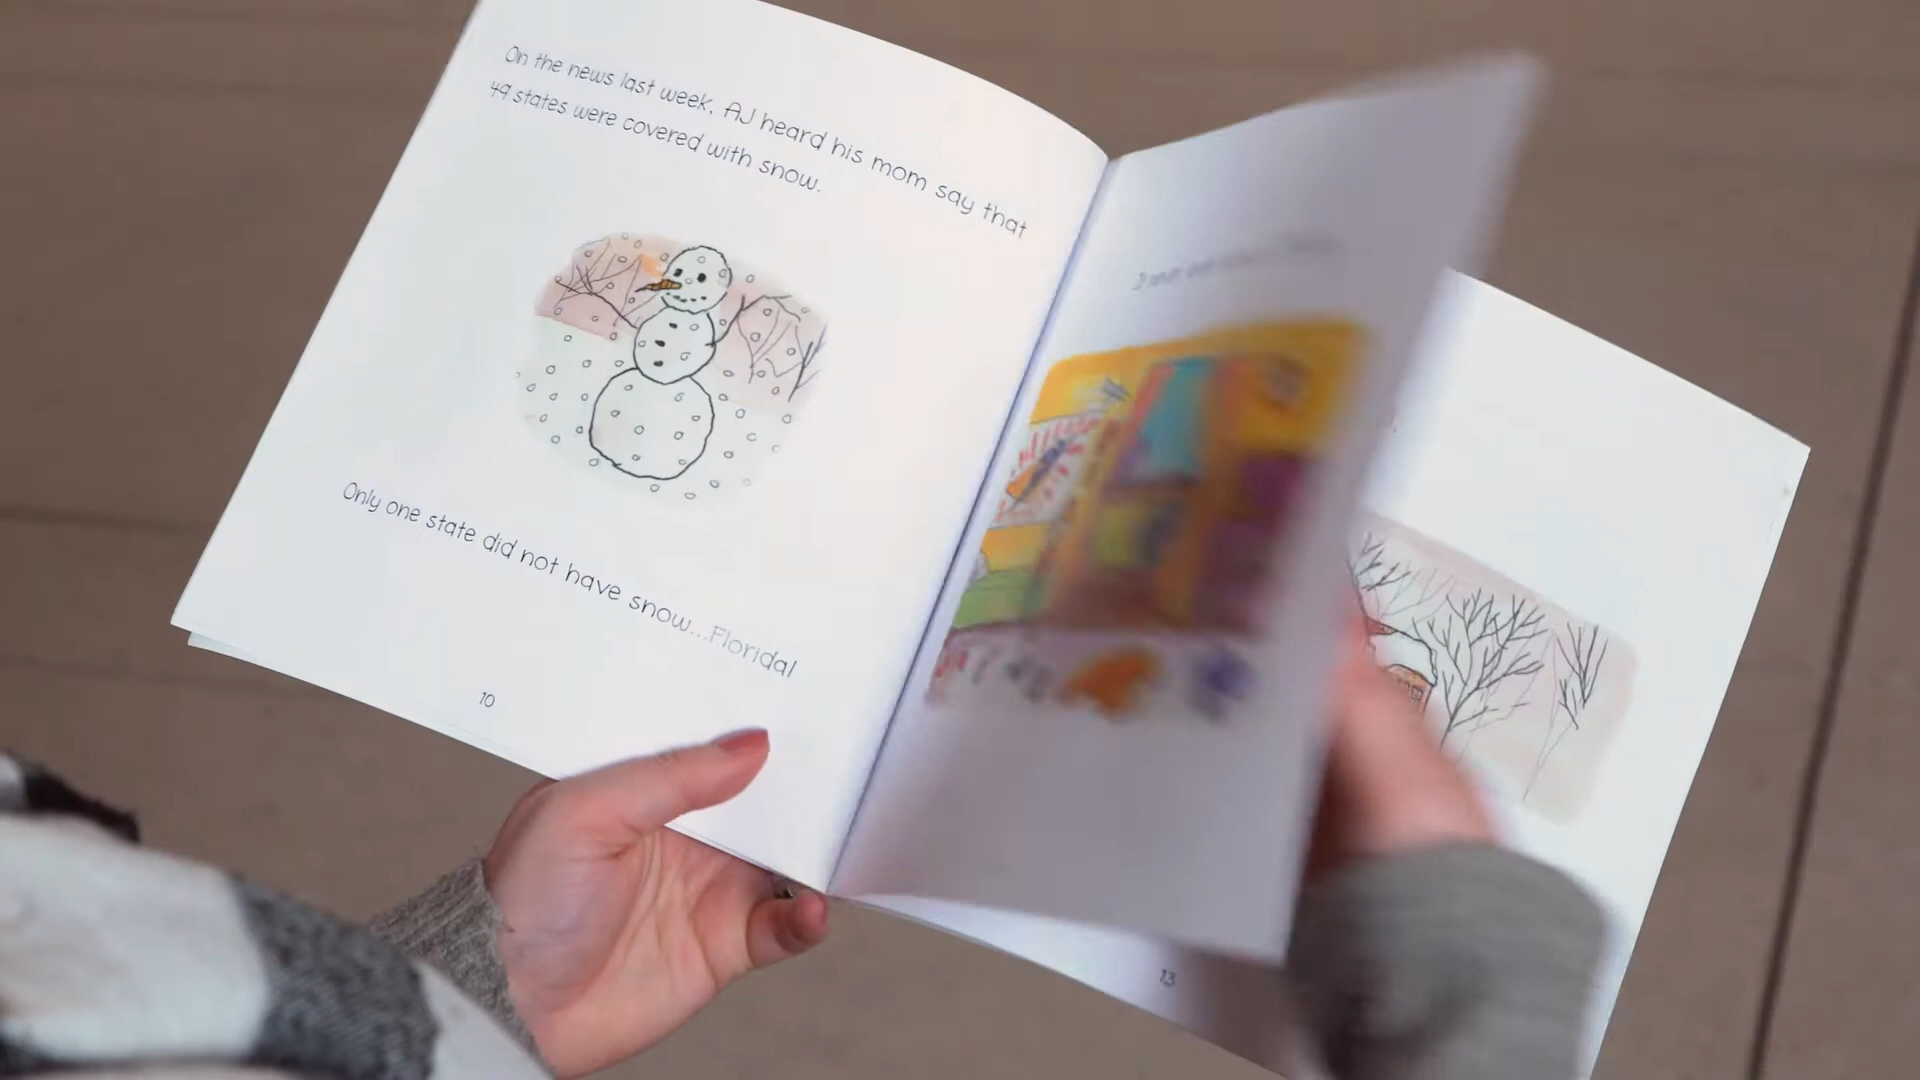 On the news last week, AJ heard his mom say that
49 states were covered with snow.
Only one state did not have snow...Florida!
10
13